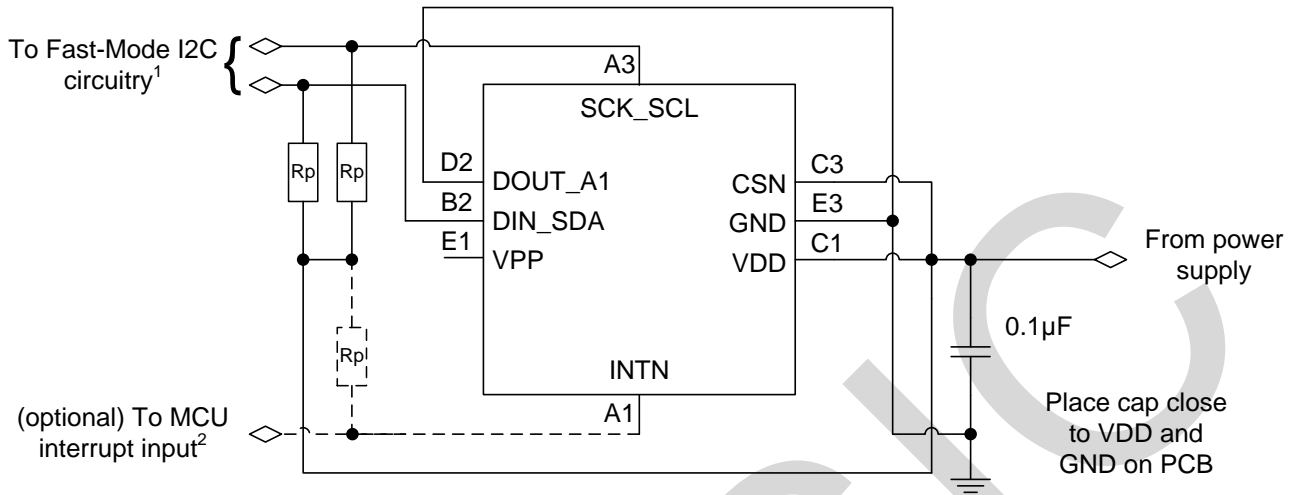 To Fast-Mode I2C
circuitry1
{
A3
SCK_SCL
Rp
Rp
D2
DOUT_A1
B2
DIN_SDA
E1
VPP
CSN
C3
GND
E3
VDD
C1
From power
supply
Rp
0.1µF
INTN
A1
(optional) To MCU
interrupt input2
Place cap close
to VDD and
GND on PCB